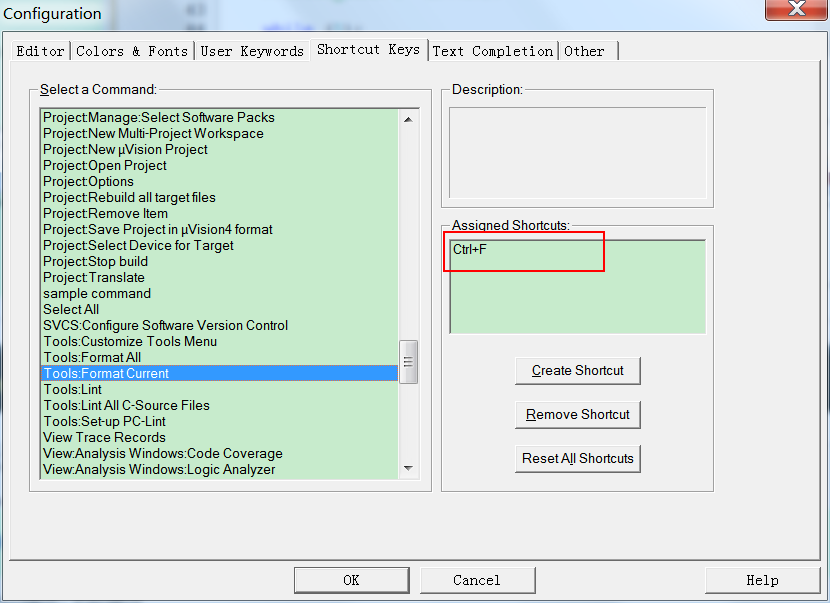 Configuration
Editor
Colors & Fonts
User Keywords
Shortcut Keys
Text Completion
Other
Select a Command:
Project:Manage:Select Software Packs
Project:New Multi-Project Workspace
Project:New µVision Project
Project:Open Project
Project:Options
Project:Rebuild all target files
Project:Remove Item
Project:Save Project in µVision4 format
Project:Select Device for Target
Project:Stop build
Project:Translate
sample command
Select All
SVCS:Configure Software Version Control
Tools:Customize Tools Menu
Tools:Format All
Tools:Format Current
Tools:Lint
Tools:Lint All C-Source Files
Tools:Set-up PC-Lint
View Trace Records
View:Analysis Windows:Code Coverage
View:Analysis Windows:Logic Analyzer
Description:
Assigned Shortcuts:
Ctrl+F
Create Shortcut
Remove Shortcut
Reset All Shortcuts
OK
Cancel
Help